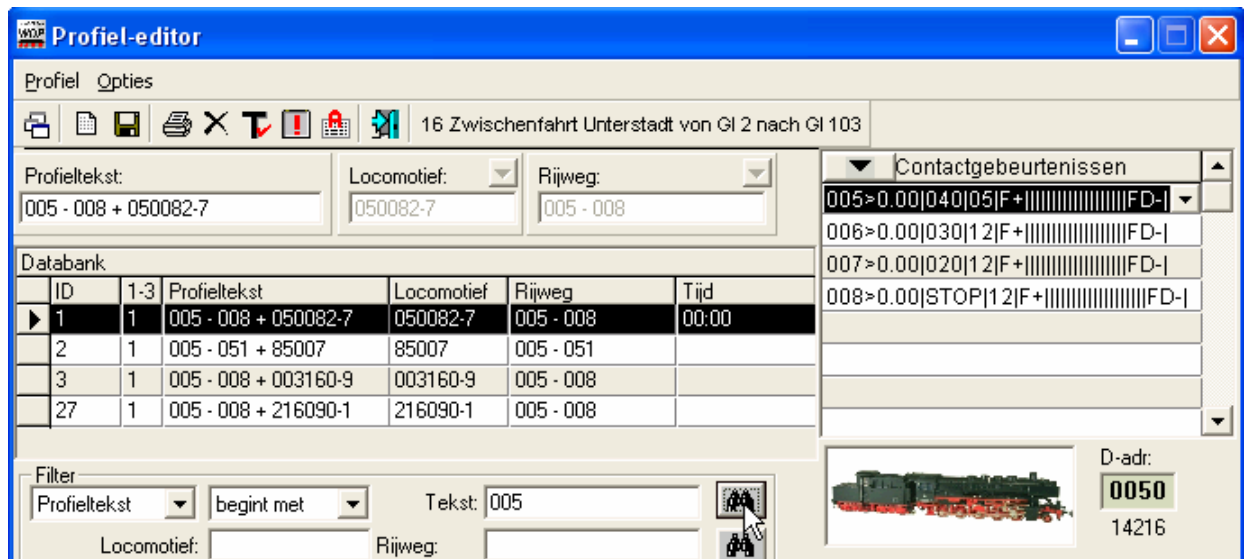 Profiel-editor
Profiel Opties
16 Zwischenfahrt Unterstadt von Gl 2 nach Gl 103
Profieltekst: Locomotief: Rijweg:
005 - 008 + 050082-7 050082-7 005 - 008
Contactgebeurtenissen
005>0.00|040|05|F+||||||||||||||||||||FD-|
006>0.00|030|12|F+||||||||||||||||||||FD-|
007>0.00|020|12|F+||||||||||||||||||||FD-|
008>0.00|STOP|12|F+||||||||||||||||||||FD-|
Databank
ID 1-3 Profieltekst Locomotief Rijweg Tijd
1 1 005 - 008 + 050082-7 050082-7 005 - 008 00:00
2 1 005 - 051 + 85007 85007 005 - 051
3 1 005 - 008 + 003160-9 003160-9 005 - 008
27 1 005 - 008 + 216090-1 216090-1 005 - 008
Filter
Profieltekst begint met Tekst: 005
Locomotief: Rijweg:
D-adr:
0050
14216